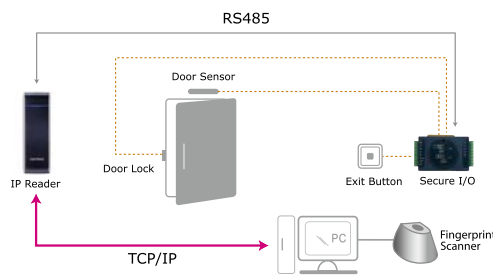 RS485
Door Sensor
IP Reader
Door Lock
Exit Button
Secure I/O
PC
Fingerprint
Scanner
TCP/IP